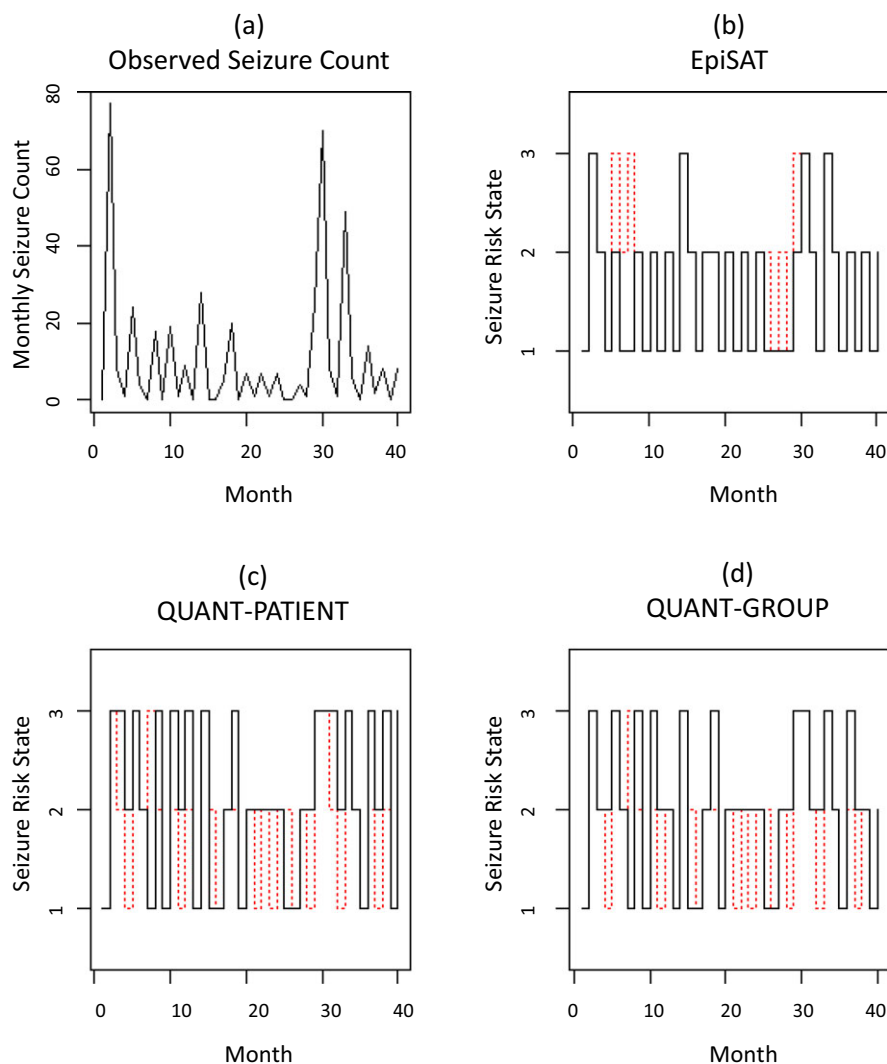 (a)
Observed Seizure Count
Monthly Seizure Count
80
60
40
20
0
0 10 20 30 40
Month
(b)
EpiSAT
Seizure Risk State
3
2
1
0 10 20 30 40
Month
(c)
QUANT-PATIENT
Seizure Risk State
3
2
1
0 10 20 30 40
Month
(d)
QUANT-GROUP
Seizure Risk State
3
2
1
0 10 20 30 40
Month